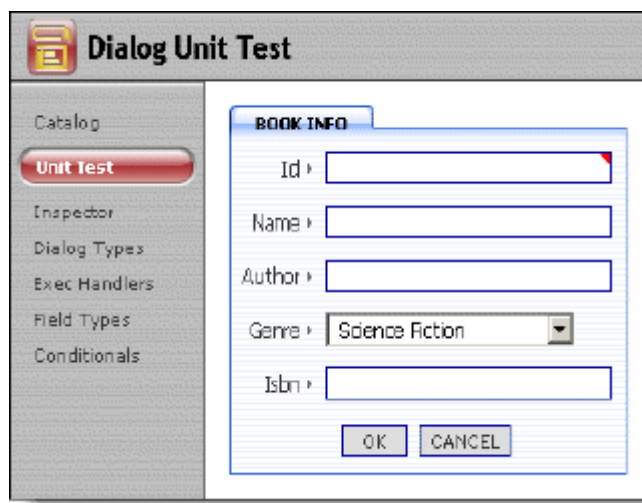 Dialog Unit Test
Catalog
Unit Test
Inspector
Dialog Types
Exec Handlers
Field Types
Conditionals
BOOK INFO
Id
Name
Author
Genre
Science Fiction
Isbn
OK
CANCEL